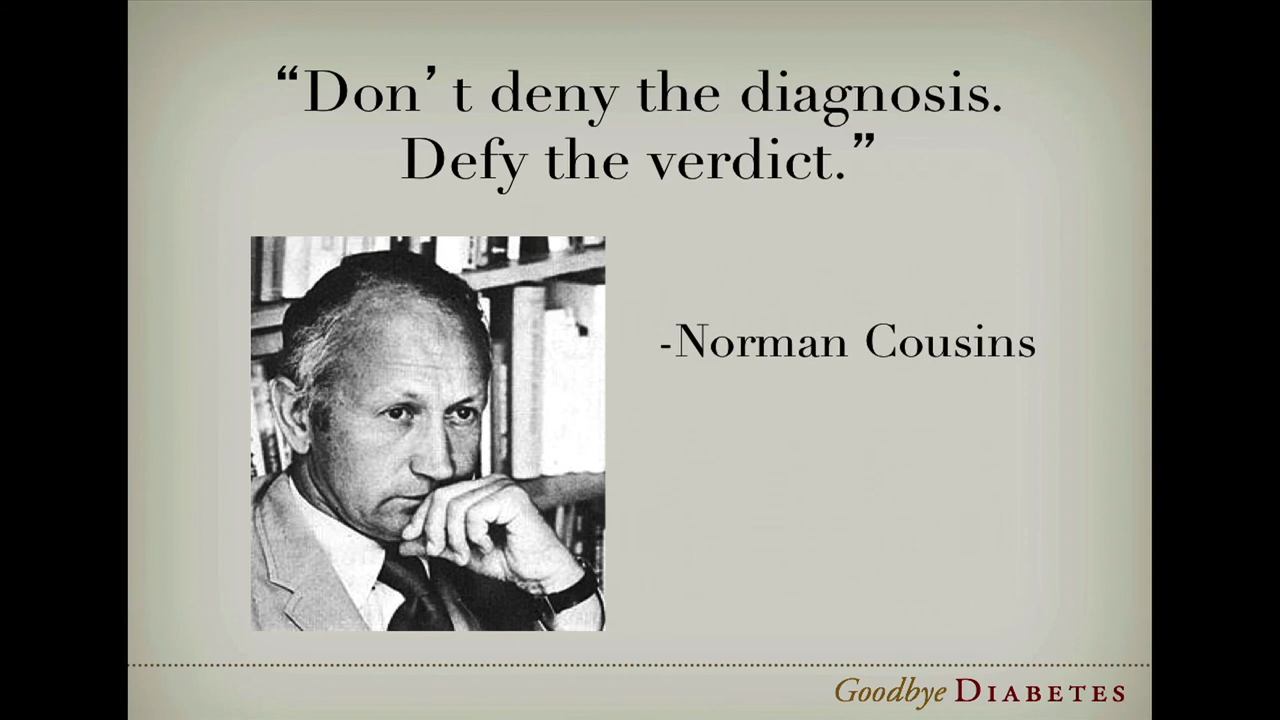 “Don’t deny the diagnosis.
Defy the verdict.”
-Norman Cousins
Goodbye DIABETES